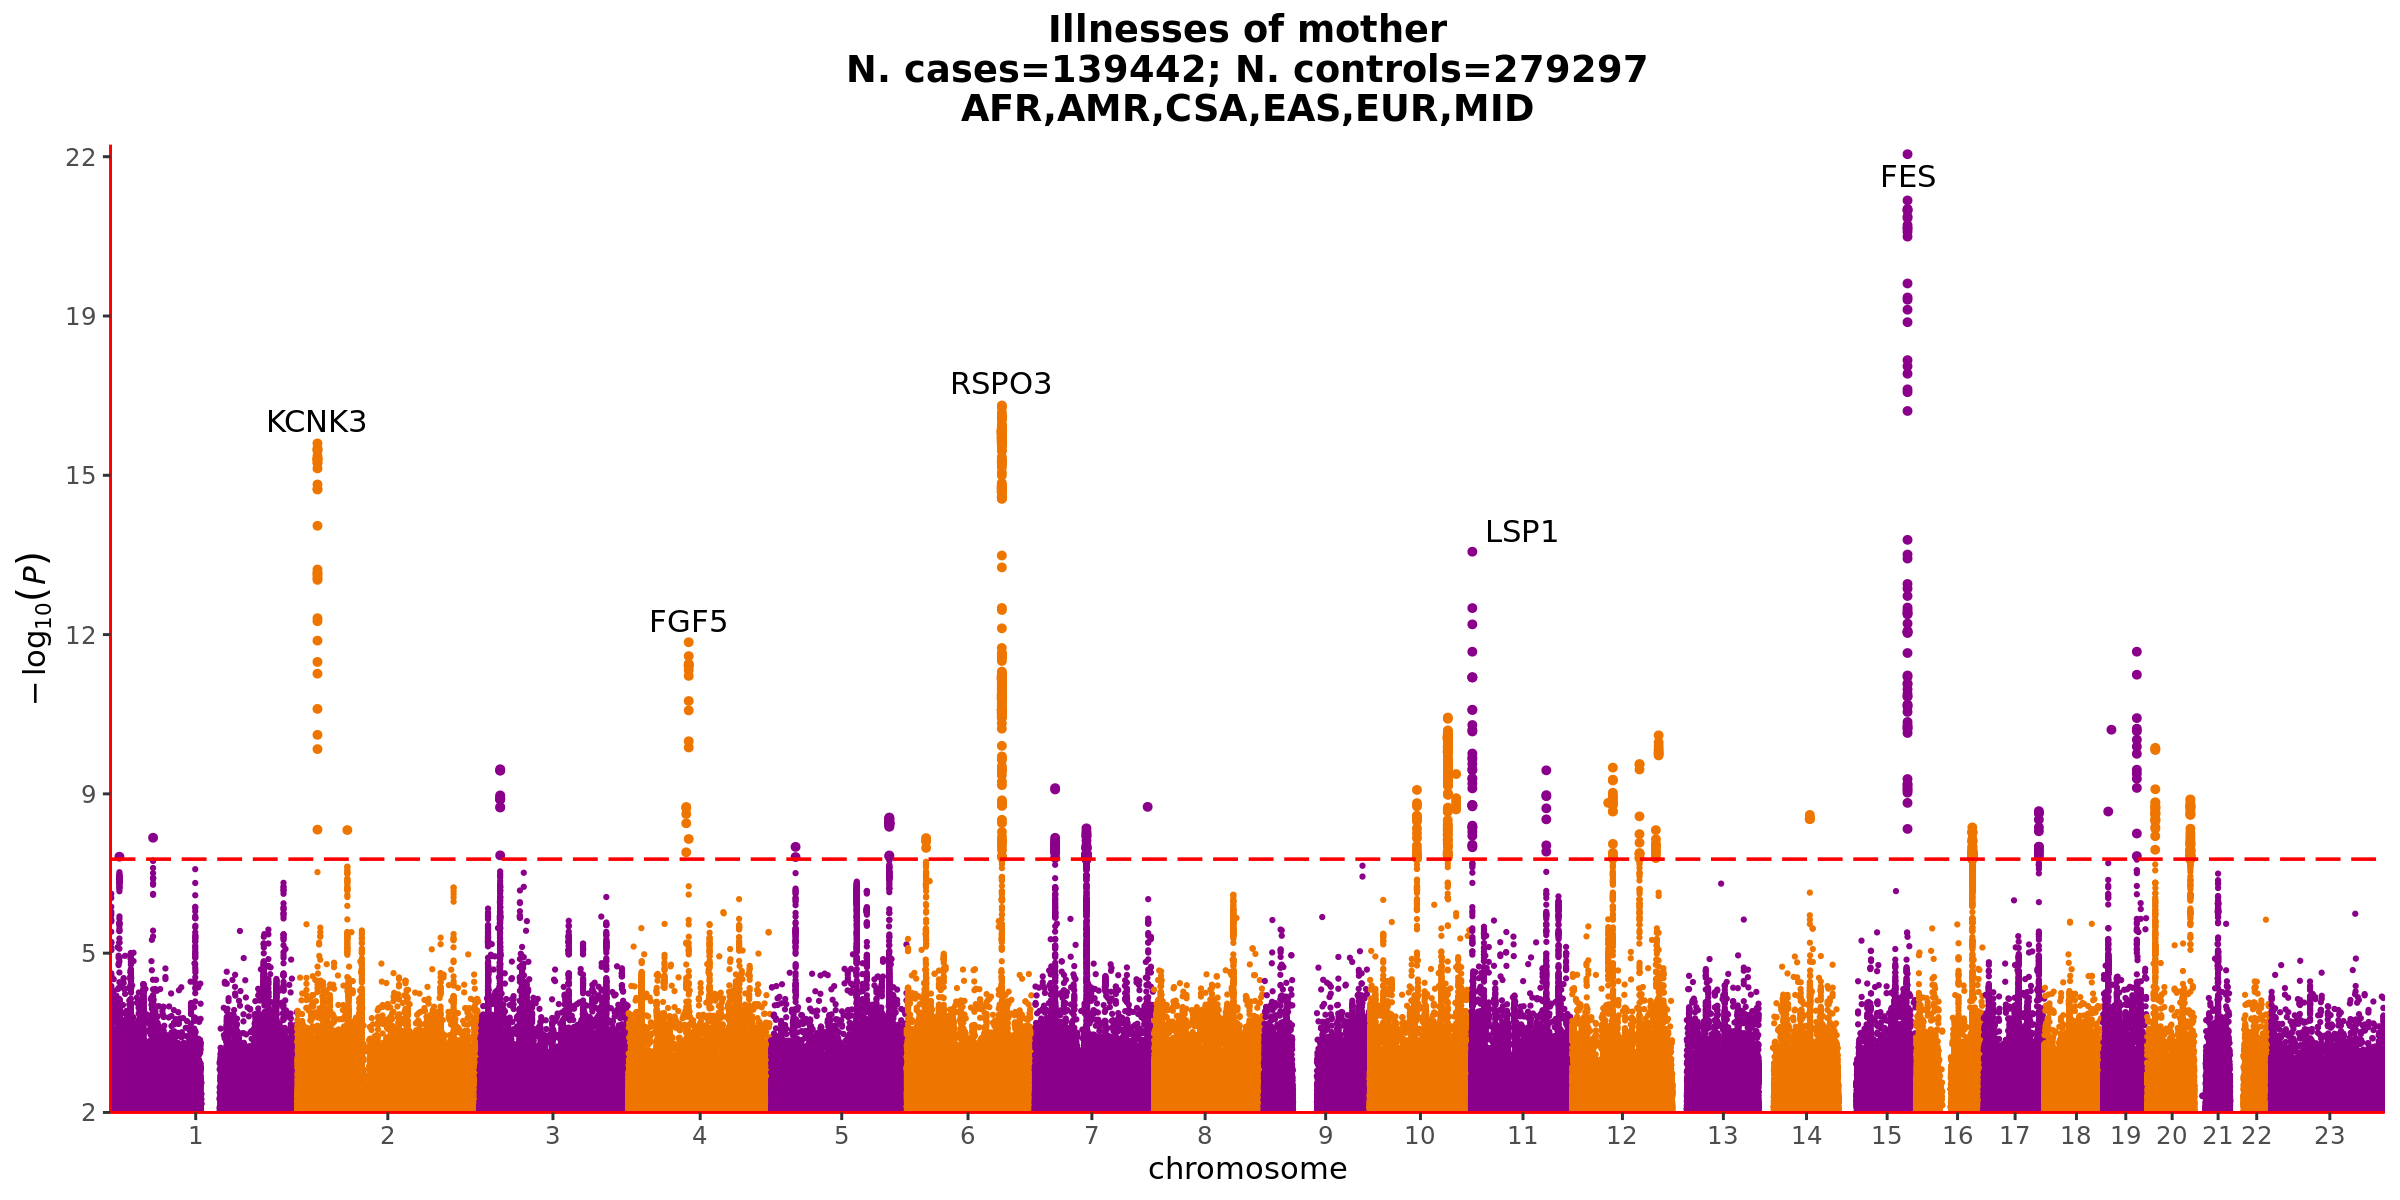 Illnesses of mother
N. cases=139442; N. controls=279297
AFR,AMR,CSA,EAS,EUR,MID
22
FES
19
RSPO3
KCNK3
15
LSP1
FGF5
12
9
5
2
−log10(P)
1 2 3 4 5 6 7 8 9 10 11 12 13 14 15 16 17 18 19 20 21 22 23
chromosome